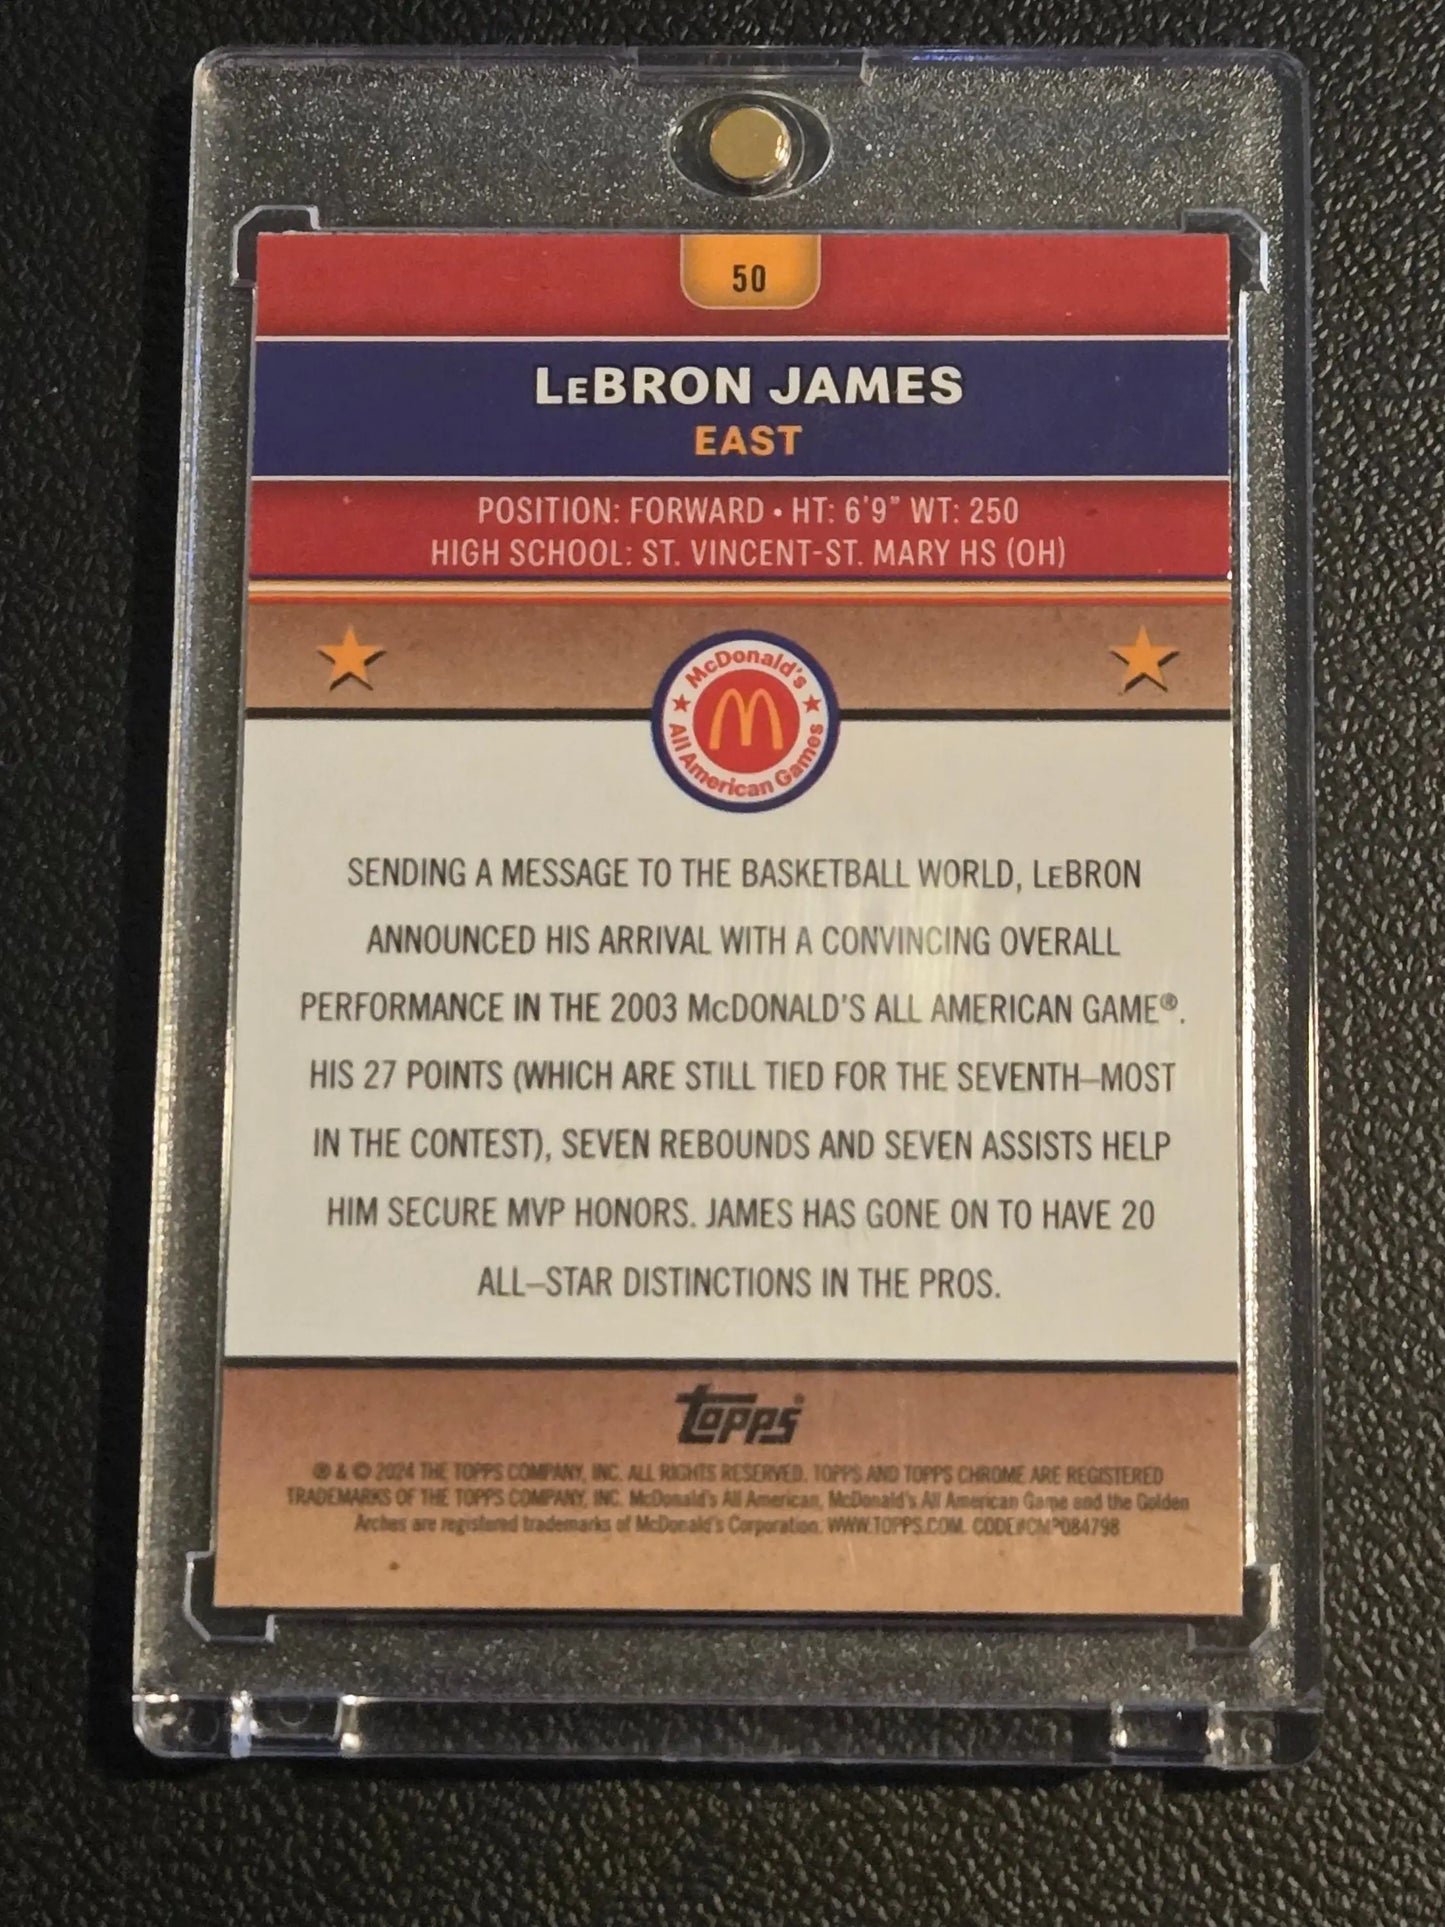 50
LeBRON JAMES
EAST
POSITION: FORWARD • HT: 6'9" WT: 250
HIGH SCHOOL: ST. VINCENT-ST. MARY HS (OH)
McDonald's
All American Games
SENDING A MESSAGE TO THE BASKETBALL WORLD, LeBRON
ANNOUNCED HIS ARRIVAL WITH A CONVINCING OVERALL
PERFORMANCE IN THE 2003 McDONALD'S ALL AMERICAN GAME®.
HIS 27 POINTS (WHICH ARE STILL TIED FOR THE SEVENTH–MOST
IN THE CONTEST), SEVEN REBOUNDS AND SEVEN ASSISTS HELP
HIM SECURE MVP HONORS. JAMES HAS GONE ON TO HAVE 20
ALL–STAR DISTINCTIONS IN THE PROS.
topps®
® & © 2024 THE TOPPS COMPANY, INC. ALL RIGHTS RESERVED. TOPPS AND TOPPS CHROME ARE REGISTERED
TRADEMARKS OF THE TOPPS COMPANY, INC. McDonald's All American, McDonald's All American Game and the Golden
Arches are registered trademarks of McDonald's Corporation. WWW.TOPPS.COM. CODE#CMP084798